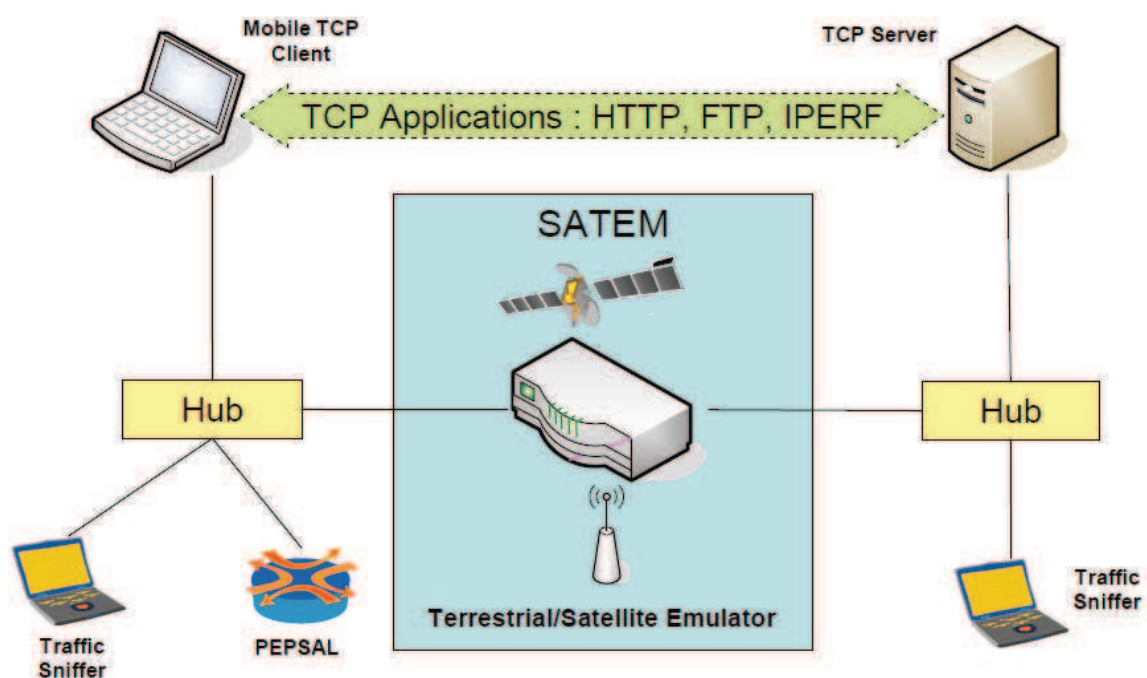 Mobile TCP
Client
TCP Server
TCP Applications : HTTP, FTP, IPERF
SATEM
Hub
Hub
Terrestrial/Satellite Emulator
Traffic
Sniffer
PEPSAL
Traffic
Sniffer